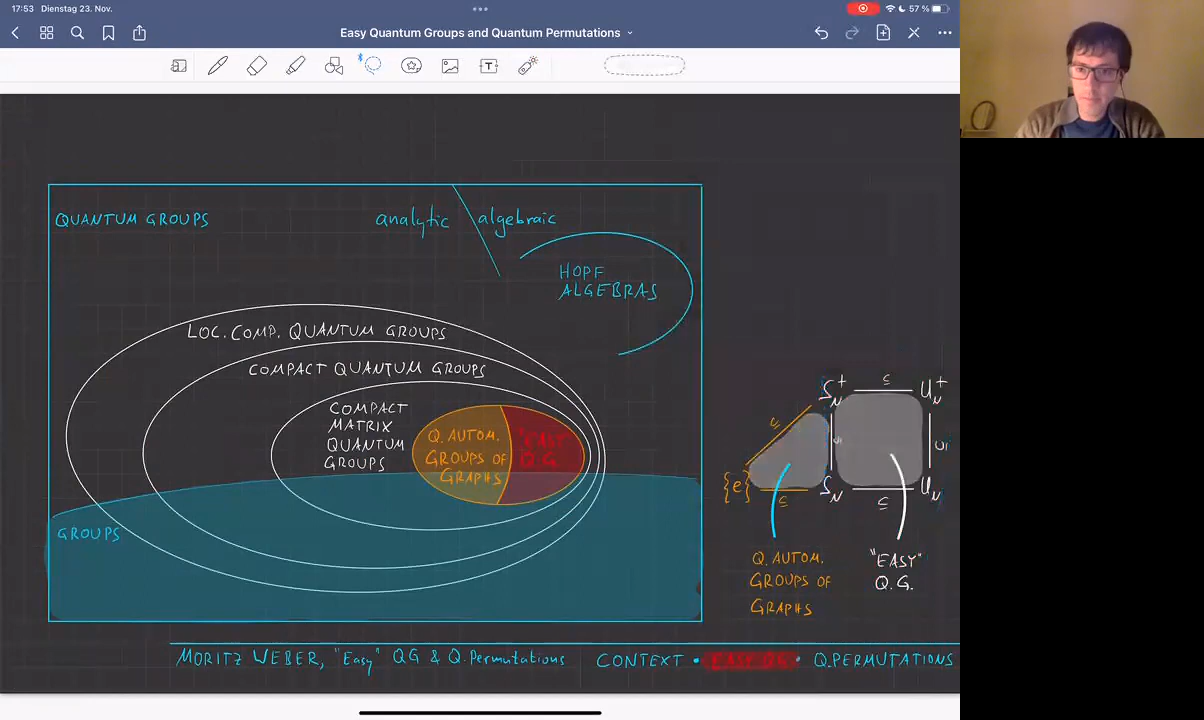 17:53 Dienstag 23. Nov.
57 %
Easy Quantum Groups and Quantum Permutations
QUANTUM GROUPS
analytic
algebraic
HOPF
ALGEBRAS
LOC. COMP. QUANTUM GROUPS
COMPACT QUANTUM GROUPS
COMPACT
MATRIX
QUANTUM
GROUPS
Q. AUTOM.
GROUPS OF
GRAPHS
"EASY"
Q.G.
GROUPS
S_N^+ ⊆ U_N^+
⊆ ⊆ ⊆
{e} ⊆ S_N ⊆ U_N
Q. AUTOM.
GROUPS OF
GRAPHS
"EASY"
Q.G.
MORITZ WEBER, "Easy" QG & Q.Permutations
CONTEXT • EASY QG • Q.PERMUTATIONS